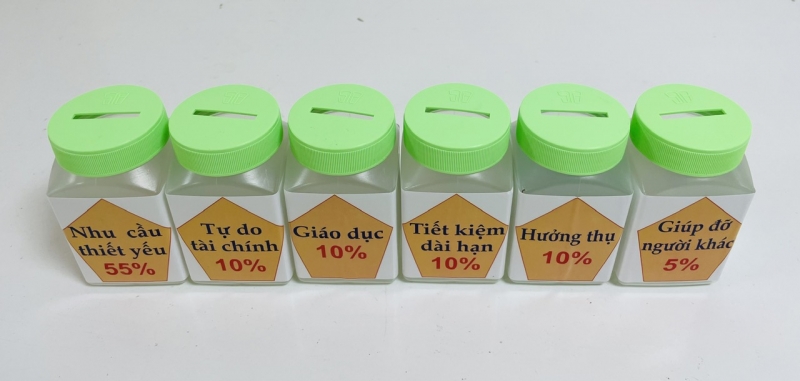 Nhu cầu
thiết yếu
55%
Tự do
tài chính
10%
Giáo dục
10%
Tiết kiệm
dài hạn
10%
Hưởng thụ
10%
Giúp đỡ
người khác
5%